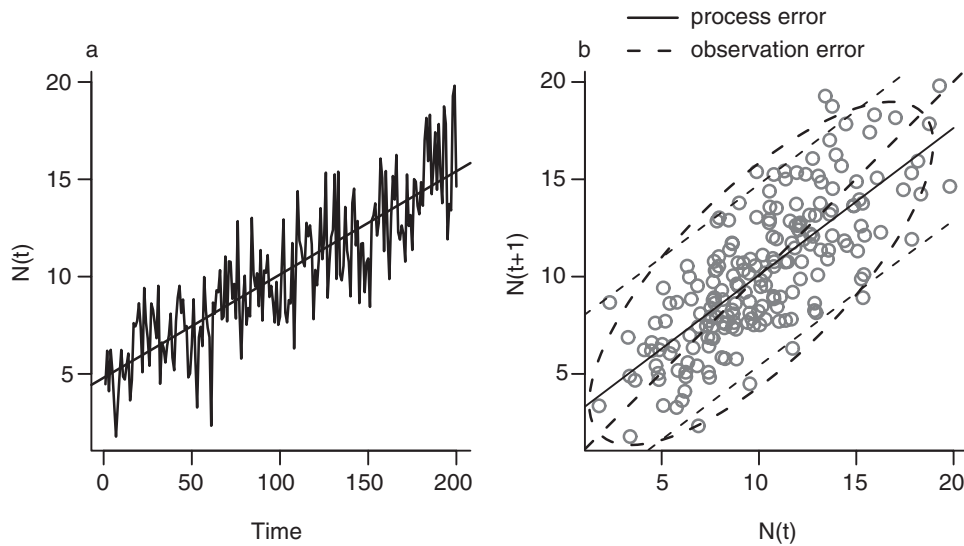 process error
observation error
a
b
N(t)
20
15
10
5
0 50 100 150 200
Time
N(t+1)
20
15
10
5
5 10 15 20
N(t)